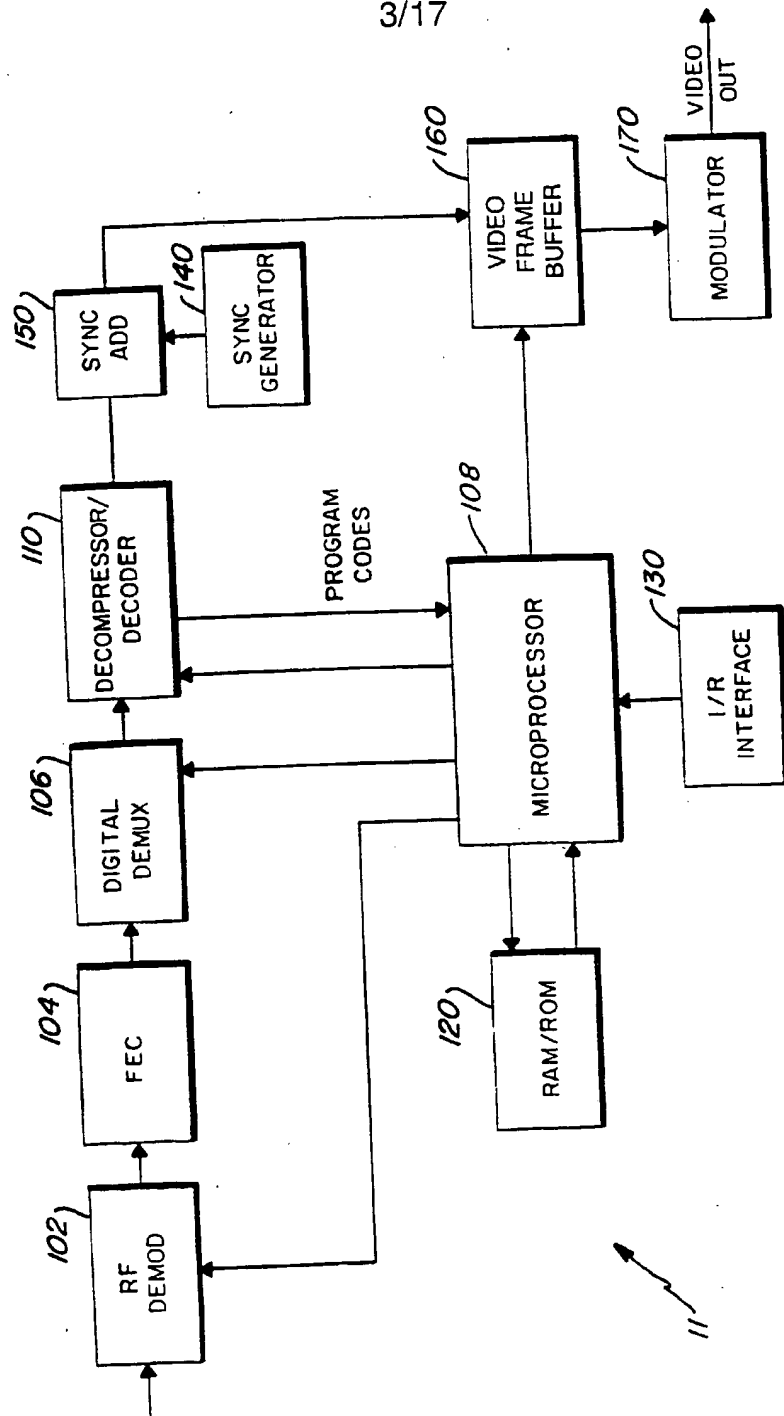 3/17
102
RF
DEMOD
104
FEC
106
DIGITAL
DEMUX
110
DECOMPRESSOR/
DECODER
150
SYNC
ADD
140
SYNC
GENERATOR
PROGRAM
CODES
108
MICROPROCESSOR
120
RAM/ROM
130
I/R
INTERFACE
160
VIDEO
FRAME
BUFFER
170
MODULATOR
VIDEO
OUT
11